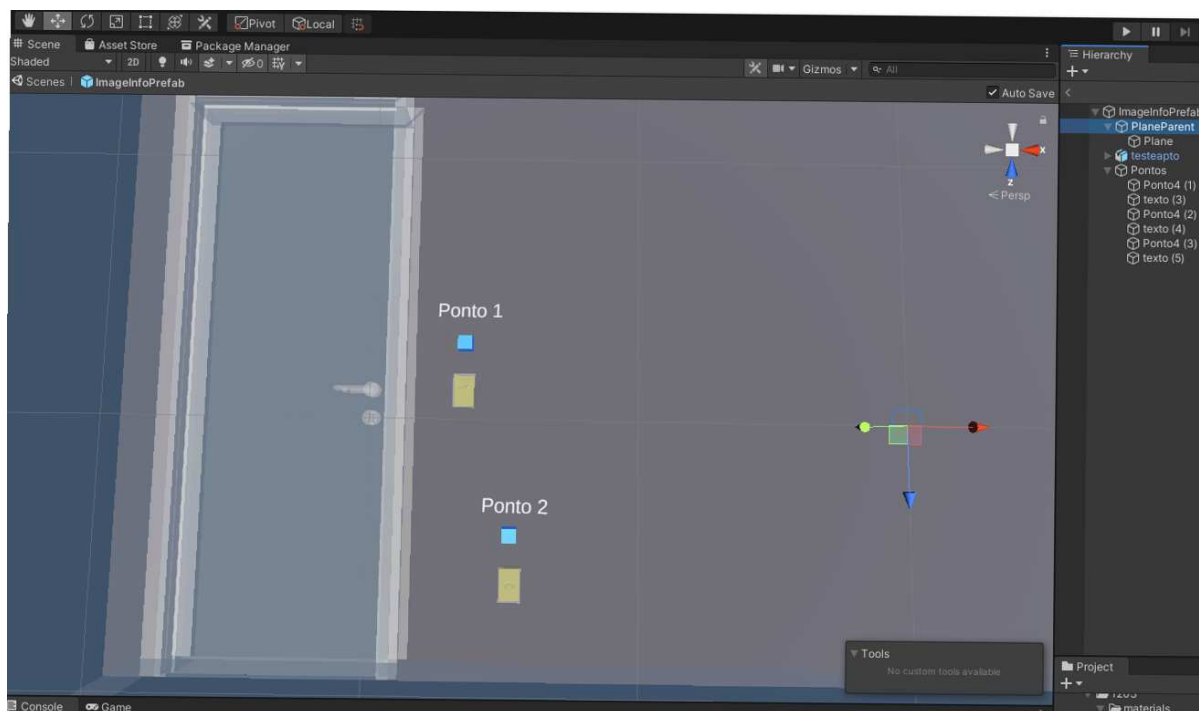 Pivot Local
# Scene Asset Store Package Manager
Shaded 2D 0 Gizmos All
Scenes | ImageInfoPrefab
Auto Save
x
z
< Persp
Ponto 1
Ponto 2
Tools
No custom tools available
Console Game
Hierarchy
+
<
ImageInfoPrefab
PlaneParent
Plane
testeapto
Pontos
Ponto4 (1)
texto (3)
Ponto4 (2)
texto (4)
Ponto4 (3)
texto (5)
Project
+
materials